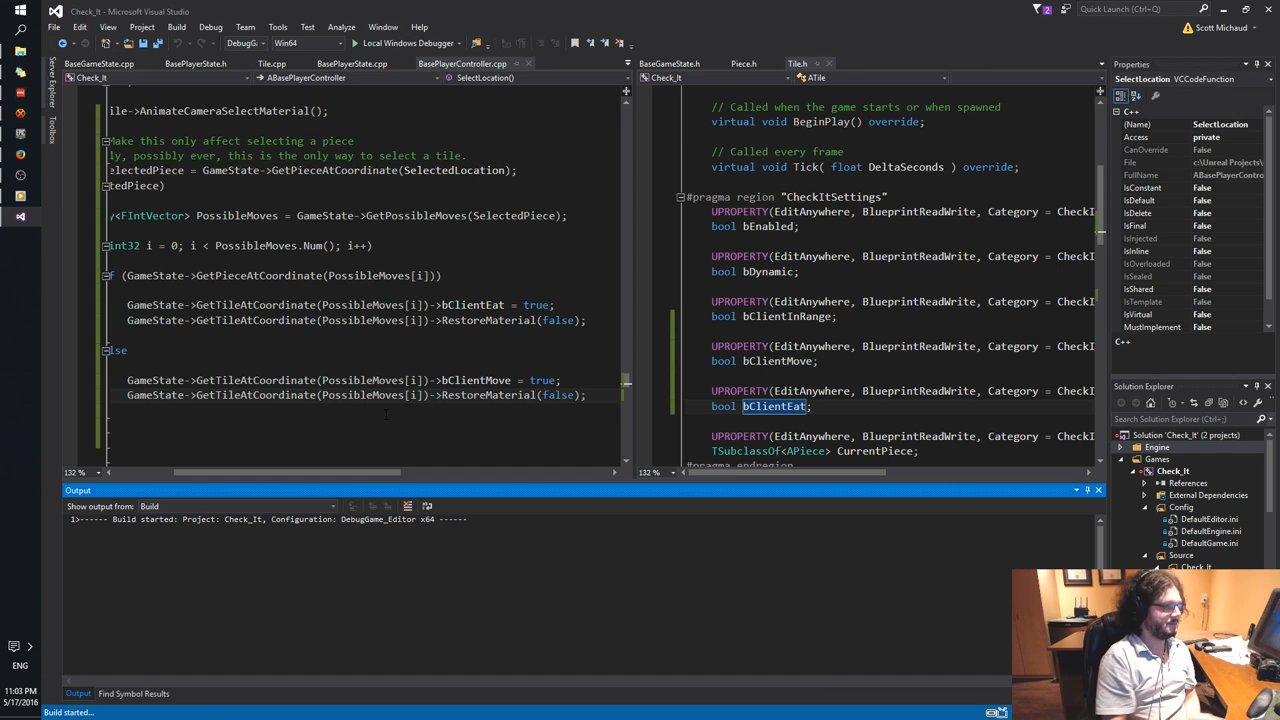 Check_It - Microsoft Visual Studio
2
Quick Launch (Ctrl+Q)
File Edit View Project Build Debug Team Tools Test Analyze Window Help
Scott Michaud
DebugG Win64 Local Windows Debugger
BaseGameState.cpp BasePlayerState.h Tile.cpp BasePlayerState.cpp BasePlayerController.cpp
Check_It ABasePlayerController SelectLocation()
ile->AnimateCameraSelectMaterial();
Make this only affect selecting a piece
ly, possibly ever, this is the only way to select a tile.
electedPiece = GameState->GetPieceAtCoordinate(SelectedLocation);
tedPiece)
y<FIntVector> PossibleMoves = GameState->GetPossibleMoves(SelectedPiece);
int32 i = 0; i < PossibleMoves.Num(); i++)
f (GameState->GetPieceAtCoordinate(PossibleMoves[i]))
GameState->GetTileAtCoordinate(PossibleMoves[i])->bClientEat = true;
GameState->GetTileAtCoordinate(PossibleMoves[i])->RestoreMaterial(false);
lse
GameState->GetTileAtCoordinate(PossibleMoves[i])->bClientMove = true;
GameState->GetTileAtCoordinate(PossibleMoves[i])->RestoreMaterial(false);
132 %
BaseGameState.h Piece.h Tile.h
Check_It ATile
// Called when the game starts or when spawned
virtual void BeginPlay() override;
// Called every frame
virtual void Tick( float DeltaSeconds ) override;
#pragma region "CheckItSettings"
UPROPERTY(EditAnywhere, BlueprintReadWrite, Category = CheckI
bool bEnabled;
UPROPERTY(EditAnywhere, BlueprintReadWrite, Category = CheckI
bool bDynamic;
UPROPERTY(EditAnywhere, BlueprintReadWrite, Category = CheckI
bool bClientInRange;
UPROPERTY(EditAnywhere, BlueprintReadWrite, Category = CheckI
bool bClientMove;
UPROPERTY(EditAnywhere, BlueprintReadWrite, Category = CheckI
bool bClientEat;
UPROPERTY(EditAnywhere, BlueprintReadWrite, Category = CheckI
TSubclassOf<APiece> CurrentPiece;
#pragma endregion
132 %
Properties
SelectLocation VCCodeFunction
C++
(Name) SelectLocation
Access private
CanOverride False
File c:\Unreal Projects\
FullName ABasePlayerContro
IsConstant False
IsDefault False
IsDelete False
IsFinal False
IsInjected False
IsInline False
IsOverloaded False
IsSealed False
IsShared False
IsTemplate False
IsVirtual False
MustImplement False
C++
Solution Explorer
Search Solution Explorer (Ctrl+;)
Solution 'Check_It' (2 projects)
Engine
Games
Check_It
References
External Dependencies
Config
DefaultEditor.ini
DefaultEngine.ini
DefaultGame.ini
Source
Check_It
Server Explorer
Toolbox
Output
Show output from: Build
1>------ Build started: Project: Check_It, Configuration: DebugGame_Editor x64 ------
Output Find Symbol Results
Build started...
ENG
11:03 PM
5/17/2016